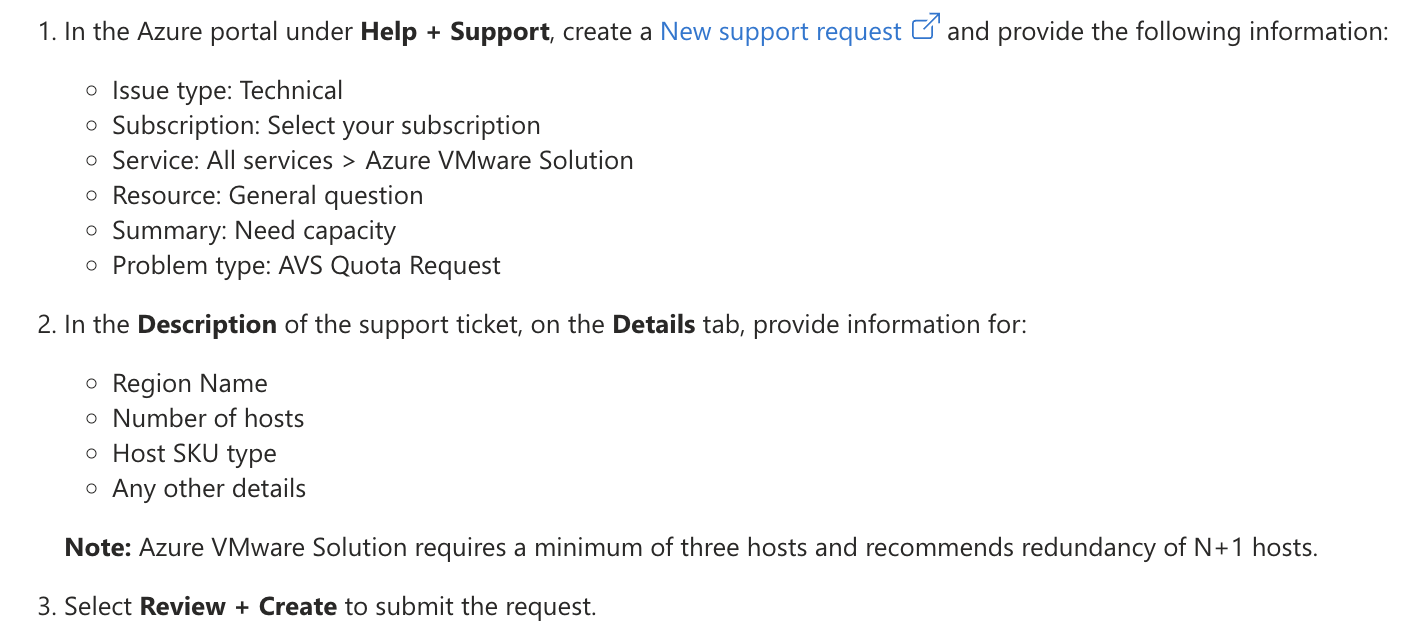 1. In the Azure portal under Help + Support, create a New support request and provide the following information:
Issue type: Technical
Subscription: Select your subscription
Service: All services > Azure VMware Solution
Resource: General question
Summary: Need capacity
Problem type: AVS Quota Request
2. In the Description of the support ticket, on the Details tab, provide information for:
Region Name
Number of hosts
Host SKU type
Any other details
Note: Azure VMware Solution requires a minimum of three hosts and recommends redundancy of N+1 hosts.
3. Select Review + Create to submit the request.